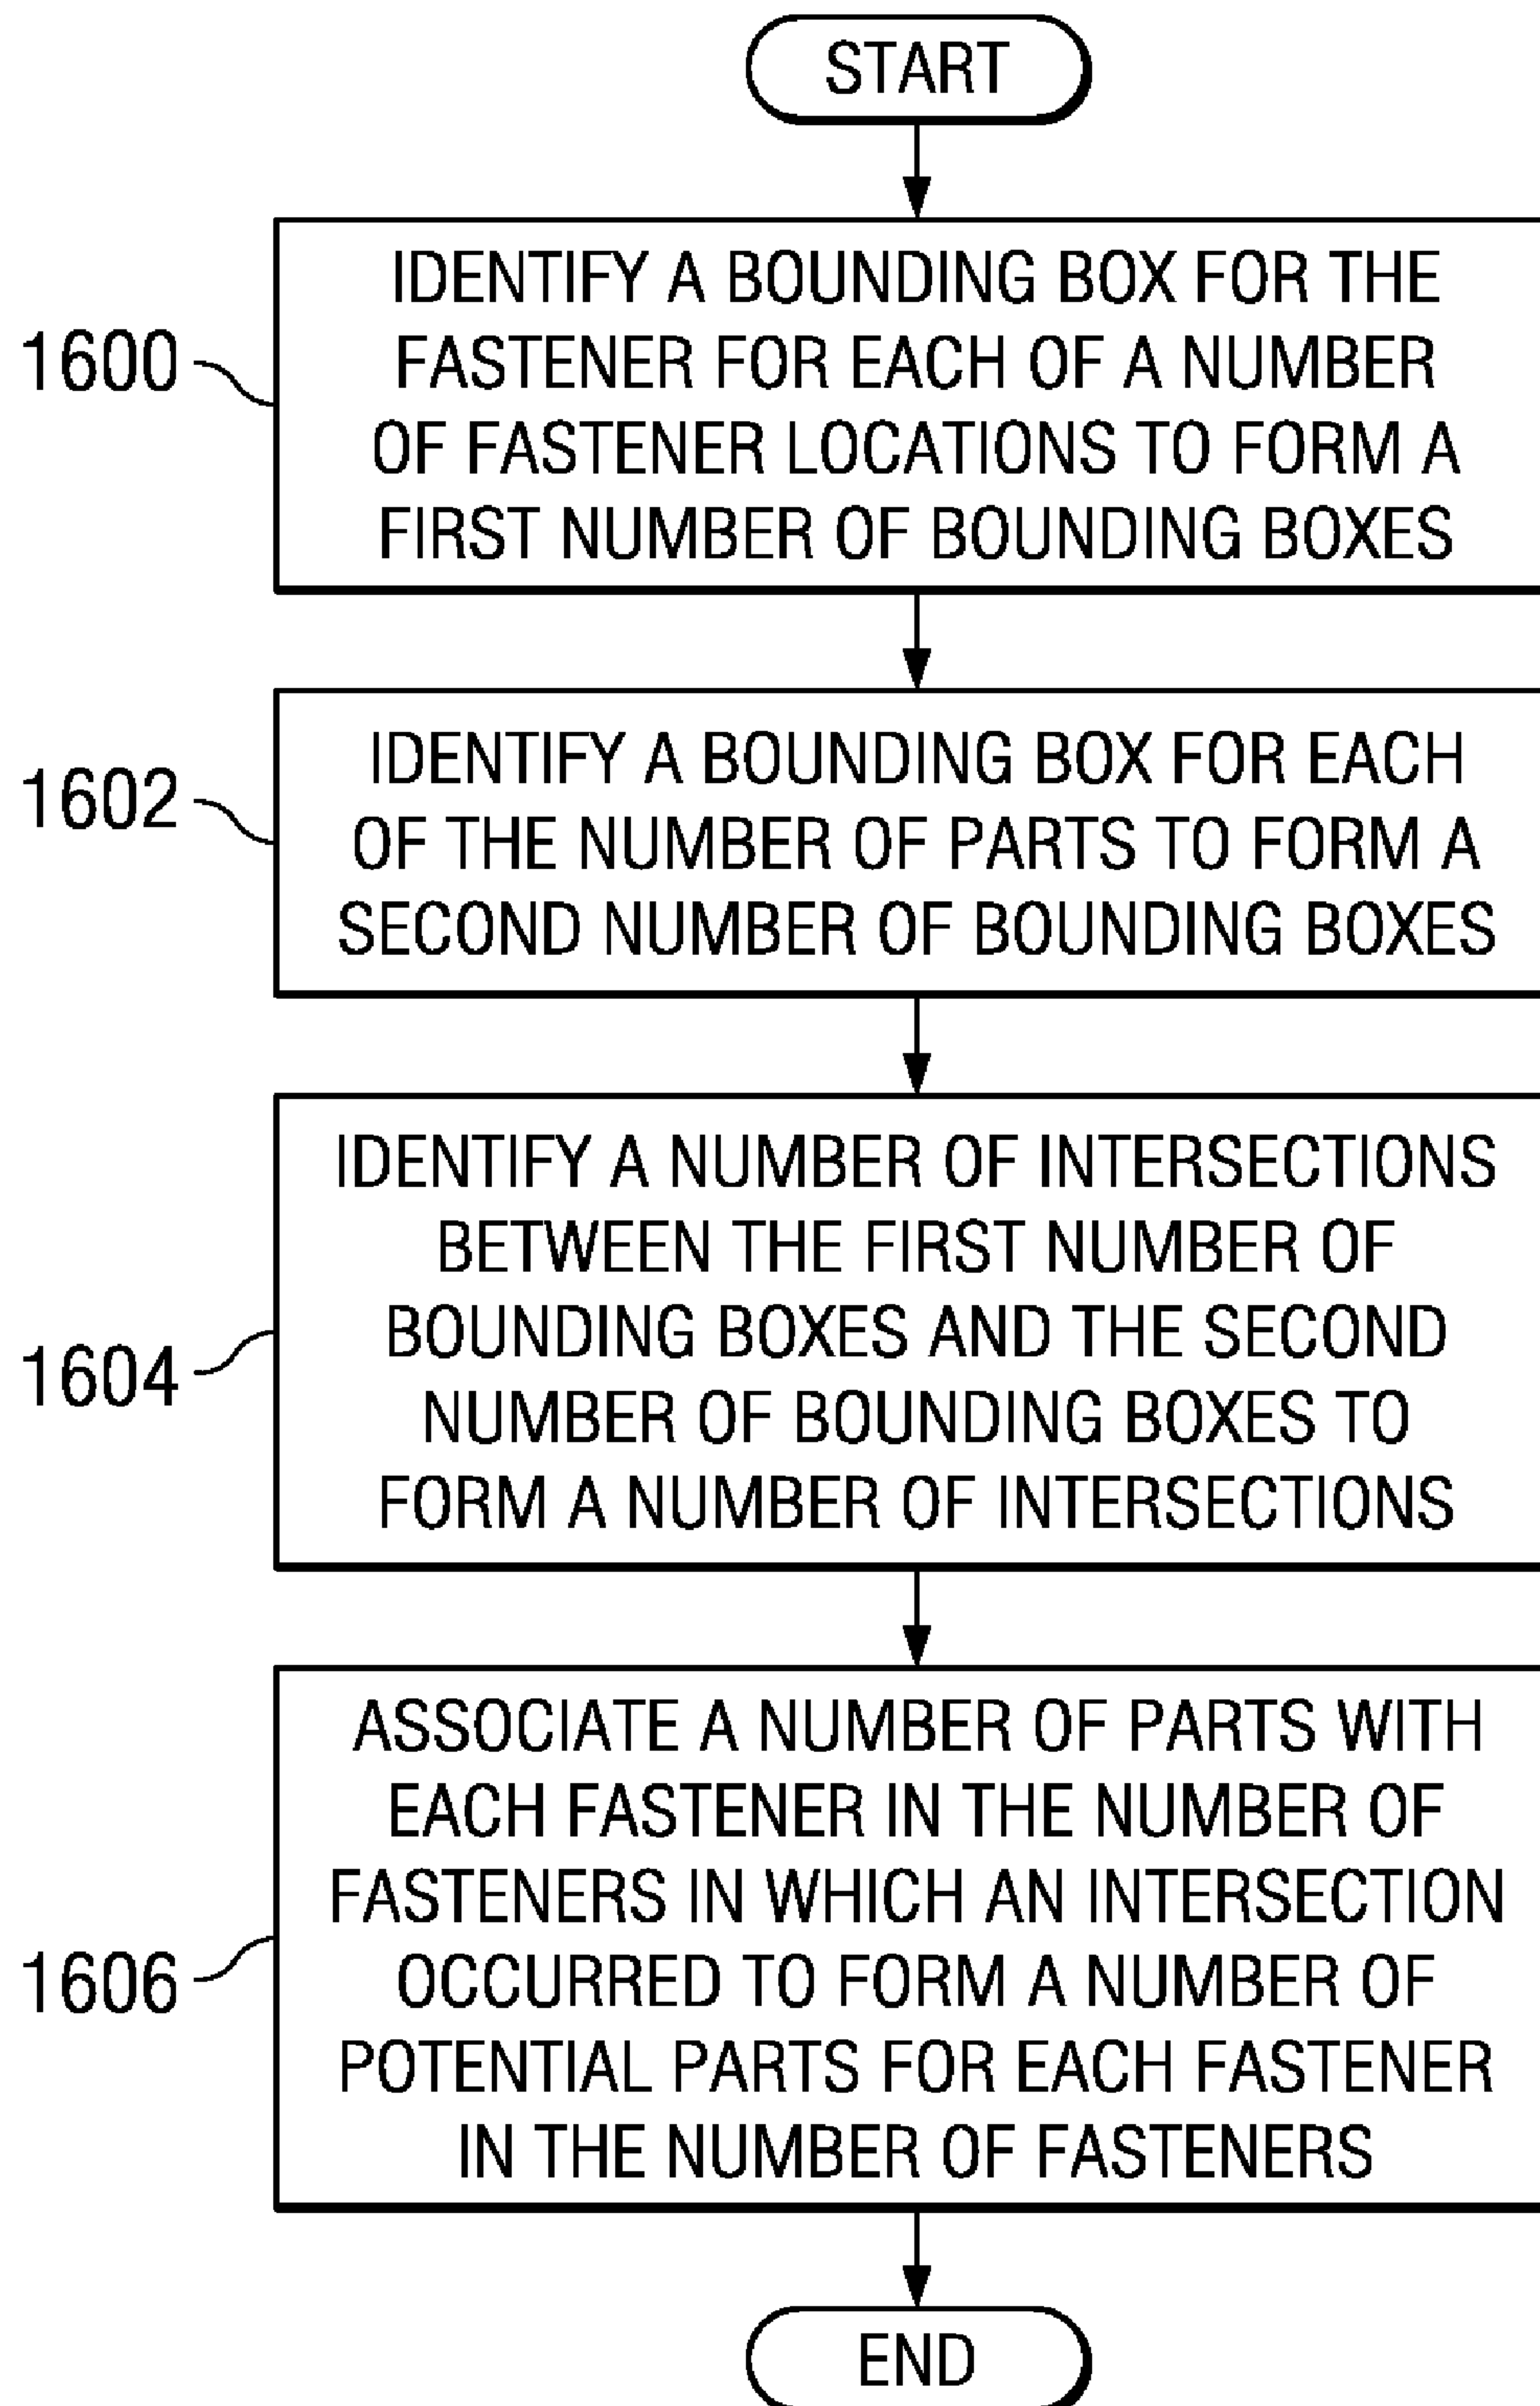 START
1600
IDENTIFY A BOUNDING BOX FOR THE
FASTENER FOR EACH OF A NUMBER
OF FASTENER LOCATIONS TO FORM A
FIRST NUMBER OF BOUNDING BOXES
1602
IDENTIFY A BOUNDING BOX FOR EACH
OF THE NUMBER OF PARTS TO FORM A
SECOND NUMBER OF BOUNDING BOXES
1604
IDENTIFY A NUMBER OF INTERSECTIONS
BETWEEN THE FIRST NUMBER OF
BOUNDING BOXES AND THE SECOND
NUMBER OF BOUNDING BOXES TO
FORM A NUMBER OF INTERSECTIONS
1606
ASSOCIATE A NUMBER OF PARTS WITH
EACH FASTENER IN THE NUMBER OF
FASTENERS IN WHICH AN INTERSECTION
OCCURRED TO FORM A NUMBER OF
POTENTIAL PARTS FOR EACH FASTENER
IN THE NUMBER OF FASTENERS
END